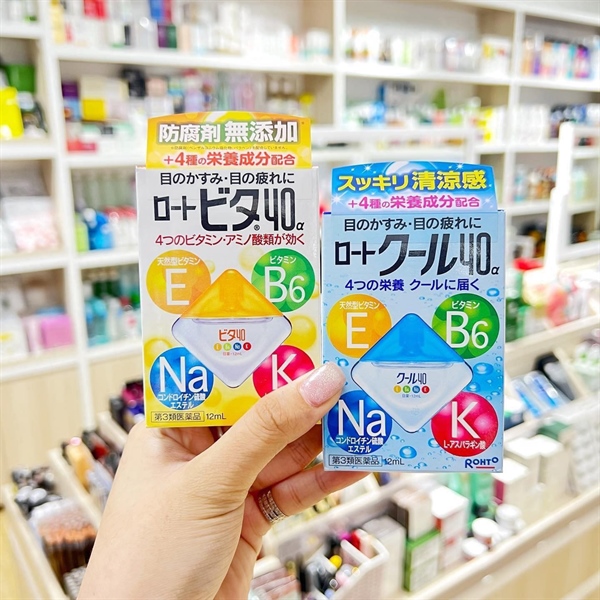 防腐剤 無添加
+4種の栄養成分配合
目のかすみ・目の疲れに
ロートビタ®40α
4つのビタミン・アミノ酸類が効く
天然型ビタミン
E
ビタミン
B6
ビタ40
Na
コンドロイチン硫酸
エステル
K
第3類医薬品 12mL
スッキリ清涼感
+4種の栄養成分配合
目のかすみ・目の疲れに
ロートクール40α
4つの栄養 クールに届く
天然型ビタミン
E
ビタミン
B6
クール40
Na
コンドロイチン硫酸
エステル
K
L-アスパラギン酸
第3類医薬品 12mL
ROHTO